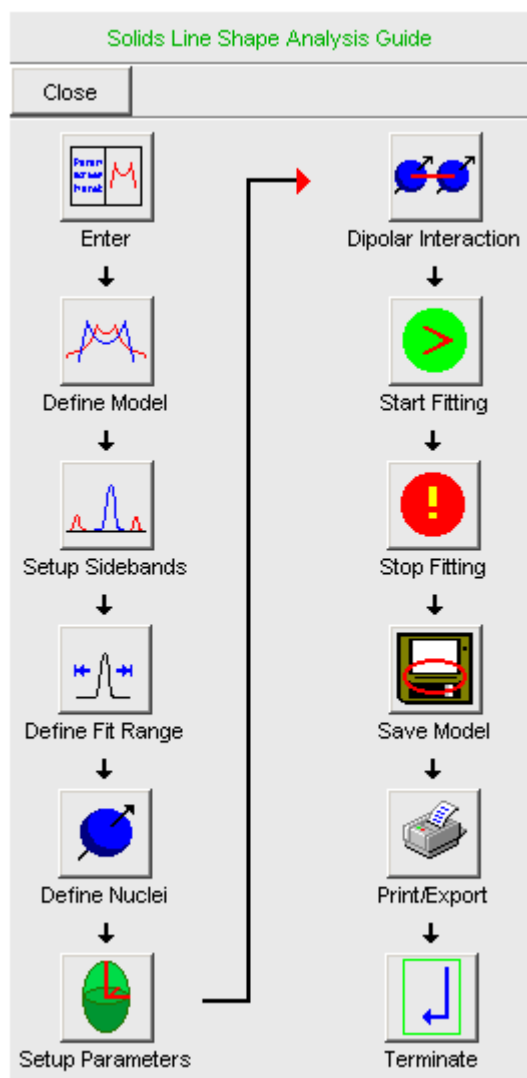 Solids Line Shape Analysis Guide
Close
Enter
Define Model
Setup Sidebands
Define Fit Range
Define Nuclei
Setup Parameters
Dipolar Interaction
Start Fitting
Stop Fitting
Save Model
Print/Export
Terminate